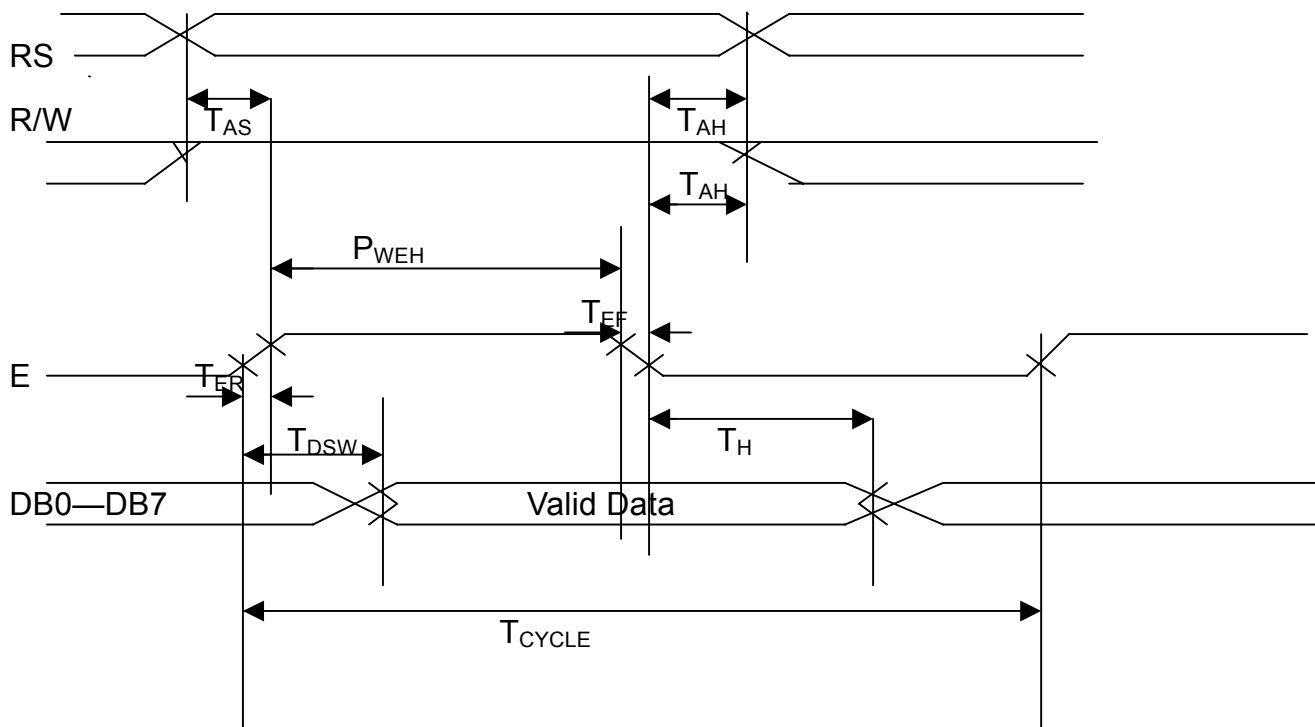 RS
R/W
TAS
TAH
TAH
PWEH
TEF
E
TER
TDSW
TH
DB0—DB7
Valid Data
TCYCLE